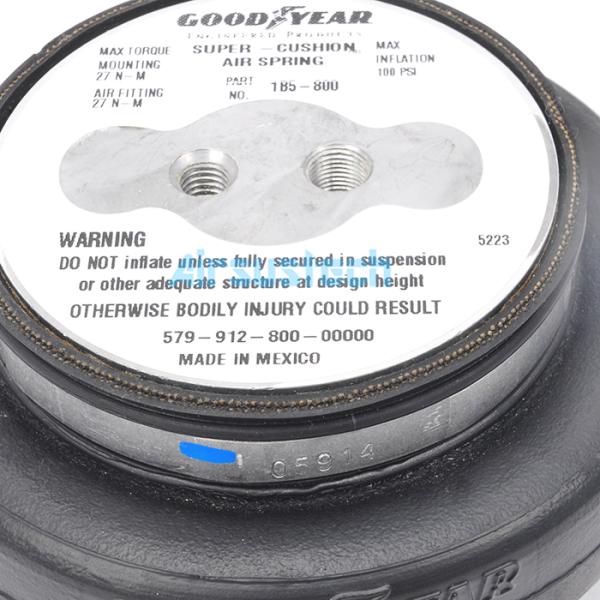 GOODYEAR
ENGINEERED PRODUCTS
SUPER-CUSHION
AIR SPRING
MAX TORQUE
MOUNTING
27 N-M
AIR FITTING
27 N-M
MAX
INFLATION
100 PSI
PART NO. 1B5-800
WARNING
5223
DO NOT inflate unless fully secured in suspension
or other adequate structure at design height
OTHERWISE BODILY INJURY COULD RESULT
579-912-800-00000
MADE IN MEXICO
Airsustech
05914